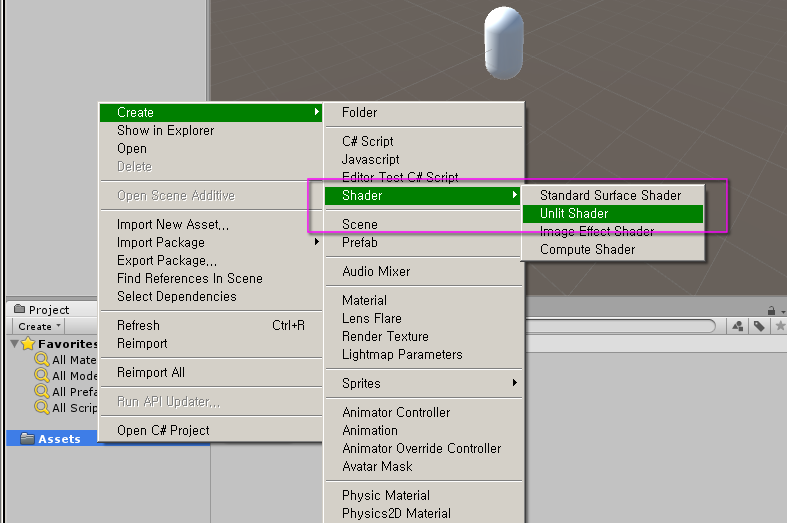 Create
Show in Explorer
Open
Delete
Open Scene Additive
Import New Asset...
Import Package
Export Package...
Find References In Scene
Select Dependencies
Refresh Ctrl+R
Reimport
Reimport All
Run API Updater...
Open C# Project
Folder
C# Script
Javascript
Editor Test C# Script
Shader
Scene
Prefab
Audio Mixer
Material
Lens Flare
Render Texture
Lightmap Parameters
Sprites
Animator Controller
Animation
Animator Override Controller
Avatar Mask
Physic Material
Physics2D Material
Standard Surface Shader
Unlit Shader
Image Effect Shader
Compute Shader
Project
Create
Favorites
All Mate
All Mode
All Prefa
All Scrip
Assets